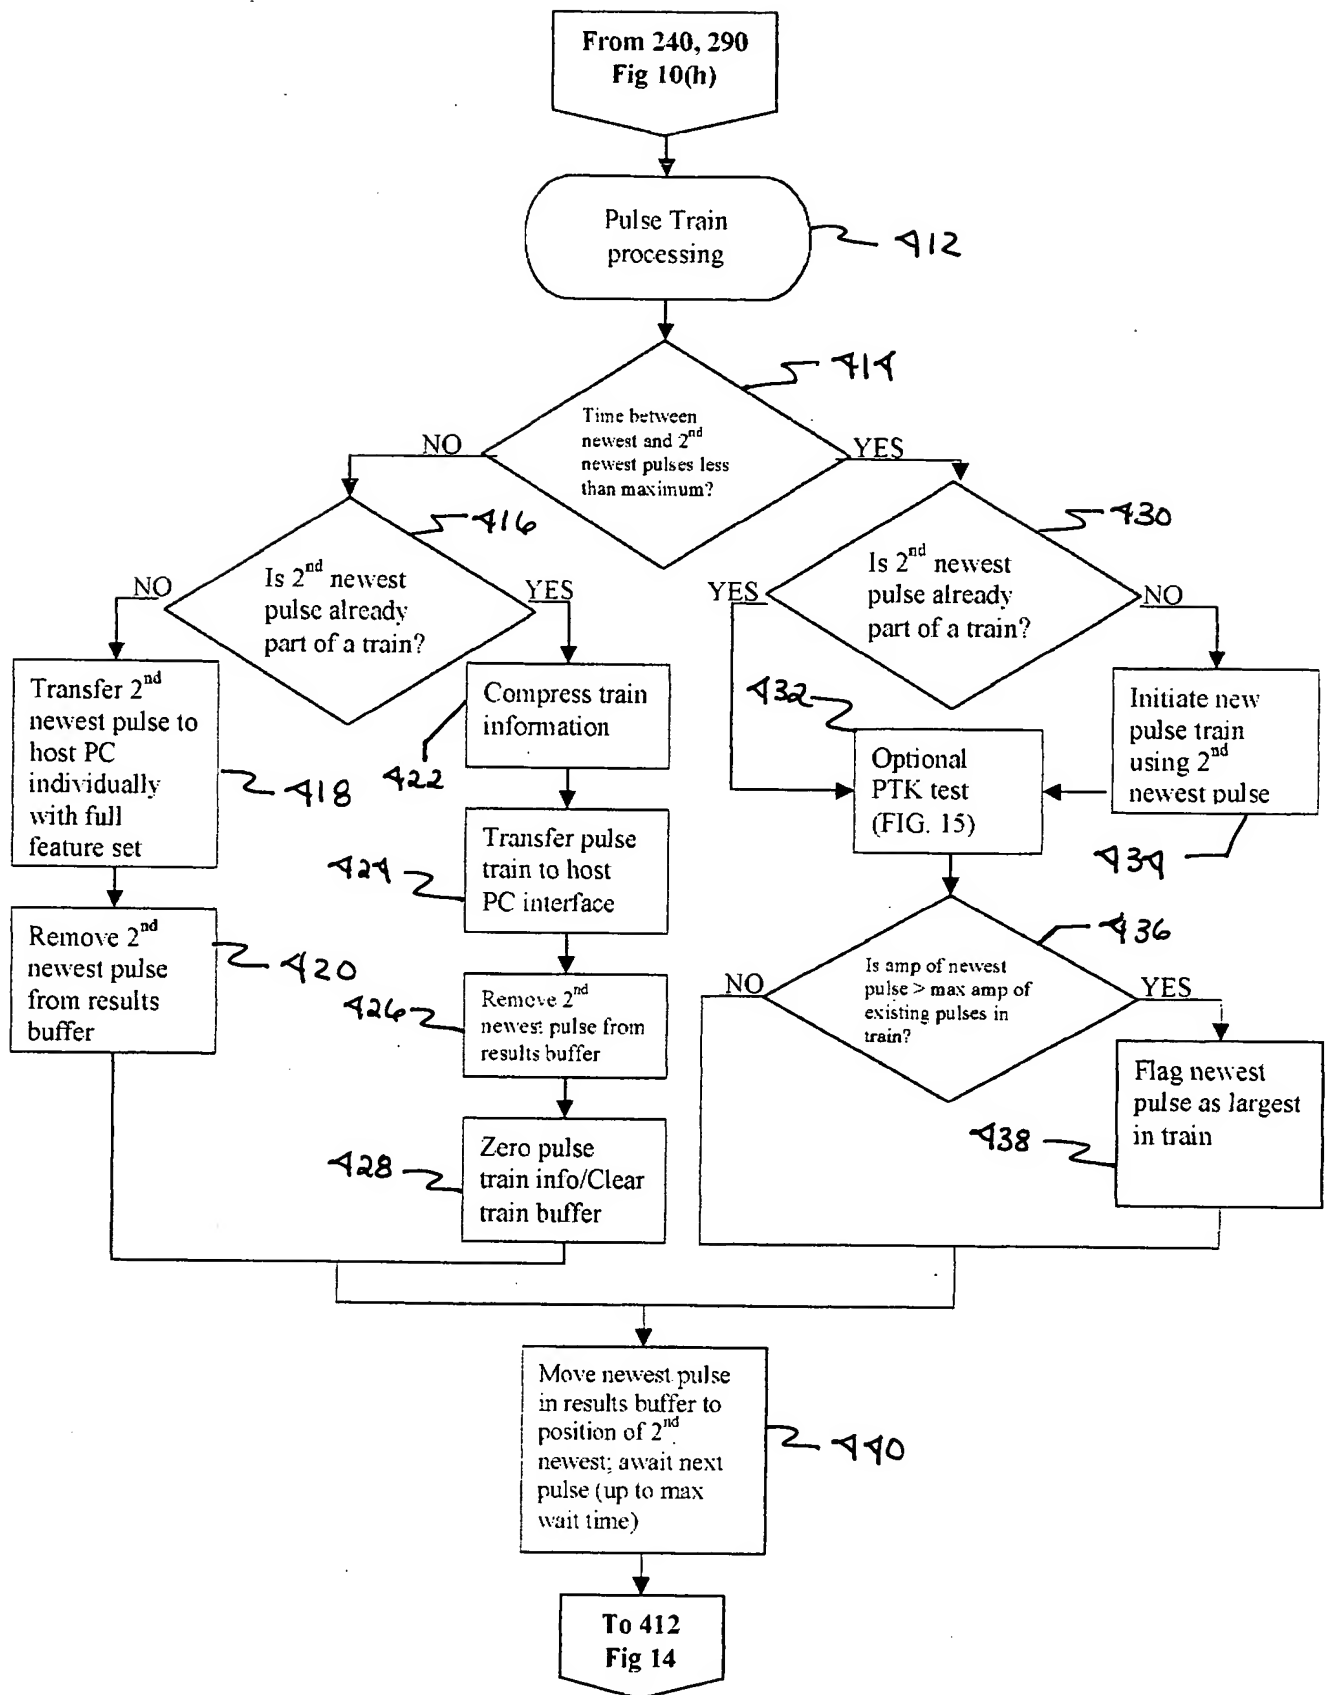 From 240, 290
Fig 10(h)
Pulse Train
processing
412
414
Time between
newest and 2nd
newest pulses less
than maximum?
NO
YES
416
Is 2nd newest
pulse already
part of a train?
NO
YES
430
Is 2nd newest
pulse already
part of a train?
YES
NO
Transfer 2nd
newest pulse to
host PC
individually
with full
feature set
418
Compress train
information
422
432
Optional
PTK test
(FIG. 15)
Initiate new
pulse train
using 2nd
newest pulse
434
Transfer pulse
train to host
PC interface
424
Remove 2nd
newest pulse
from results
buffer
420
Remove 2nd
newest pulse from
results buffer
426
436
Is amp of newest
pulse > max amp of
existing pulses in
train?
NO
YES
Flag newest
pulse as largest
in train
438
Zero pulse
train info/Clear
train buffer
428
Move newest pulse
in results buffer to
position of 2nd
newest; await next
pulse (up to max
wait time)
440
To 412
Fig 14